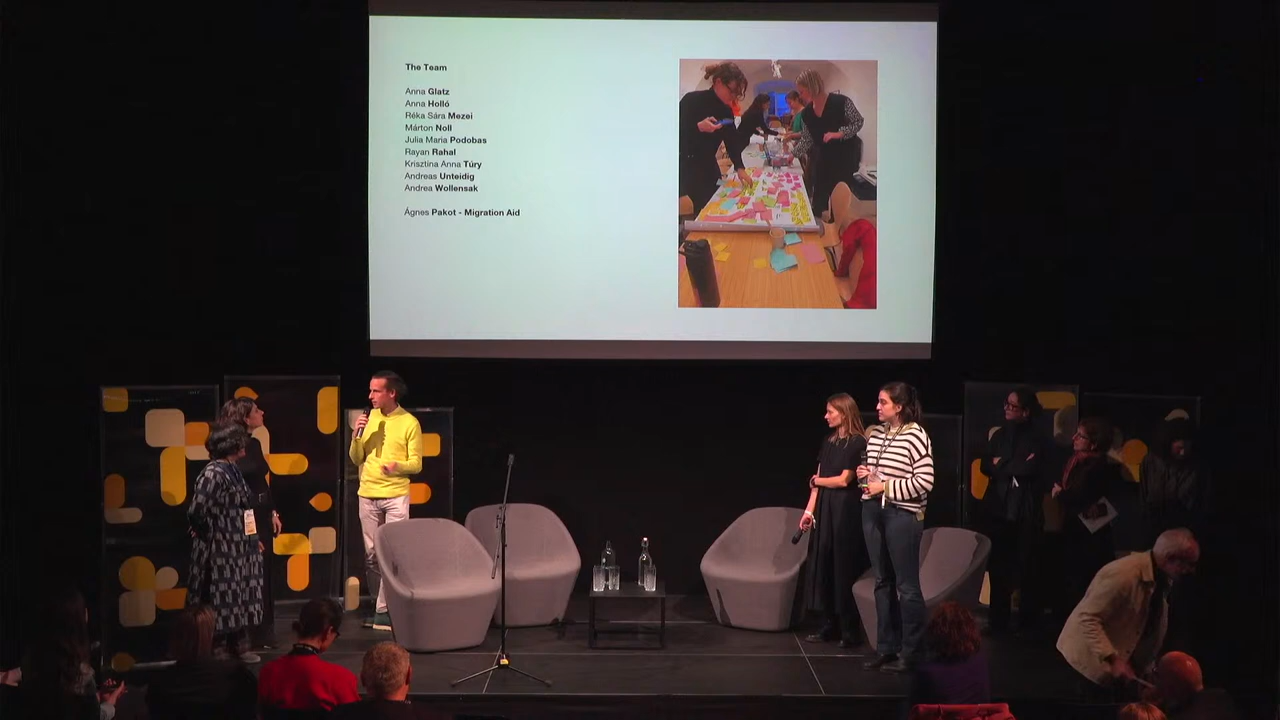 The Team
Anna Glatz
Anna Holló
Réka Sára Mezei
Márton Noll
Julia Maria Podobas
Rayan Rahal
Krisztina Anna Túry
Andreas Unteidig
Andrea Wollensak
Ágnes Pakot - Migration Aid